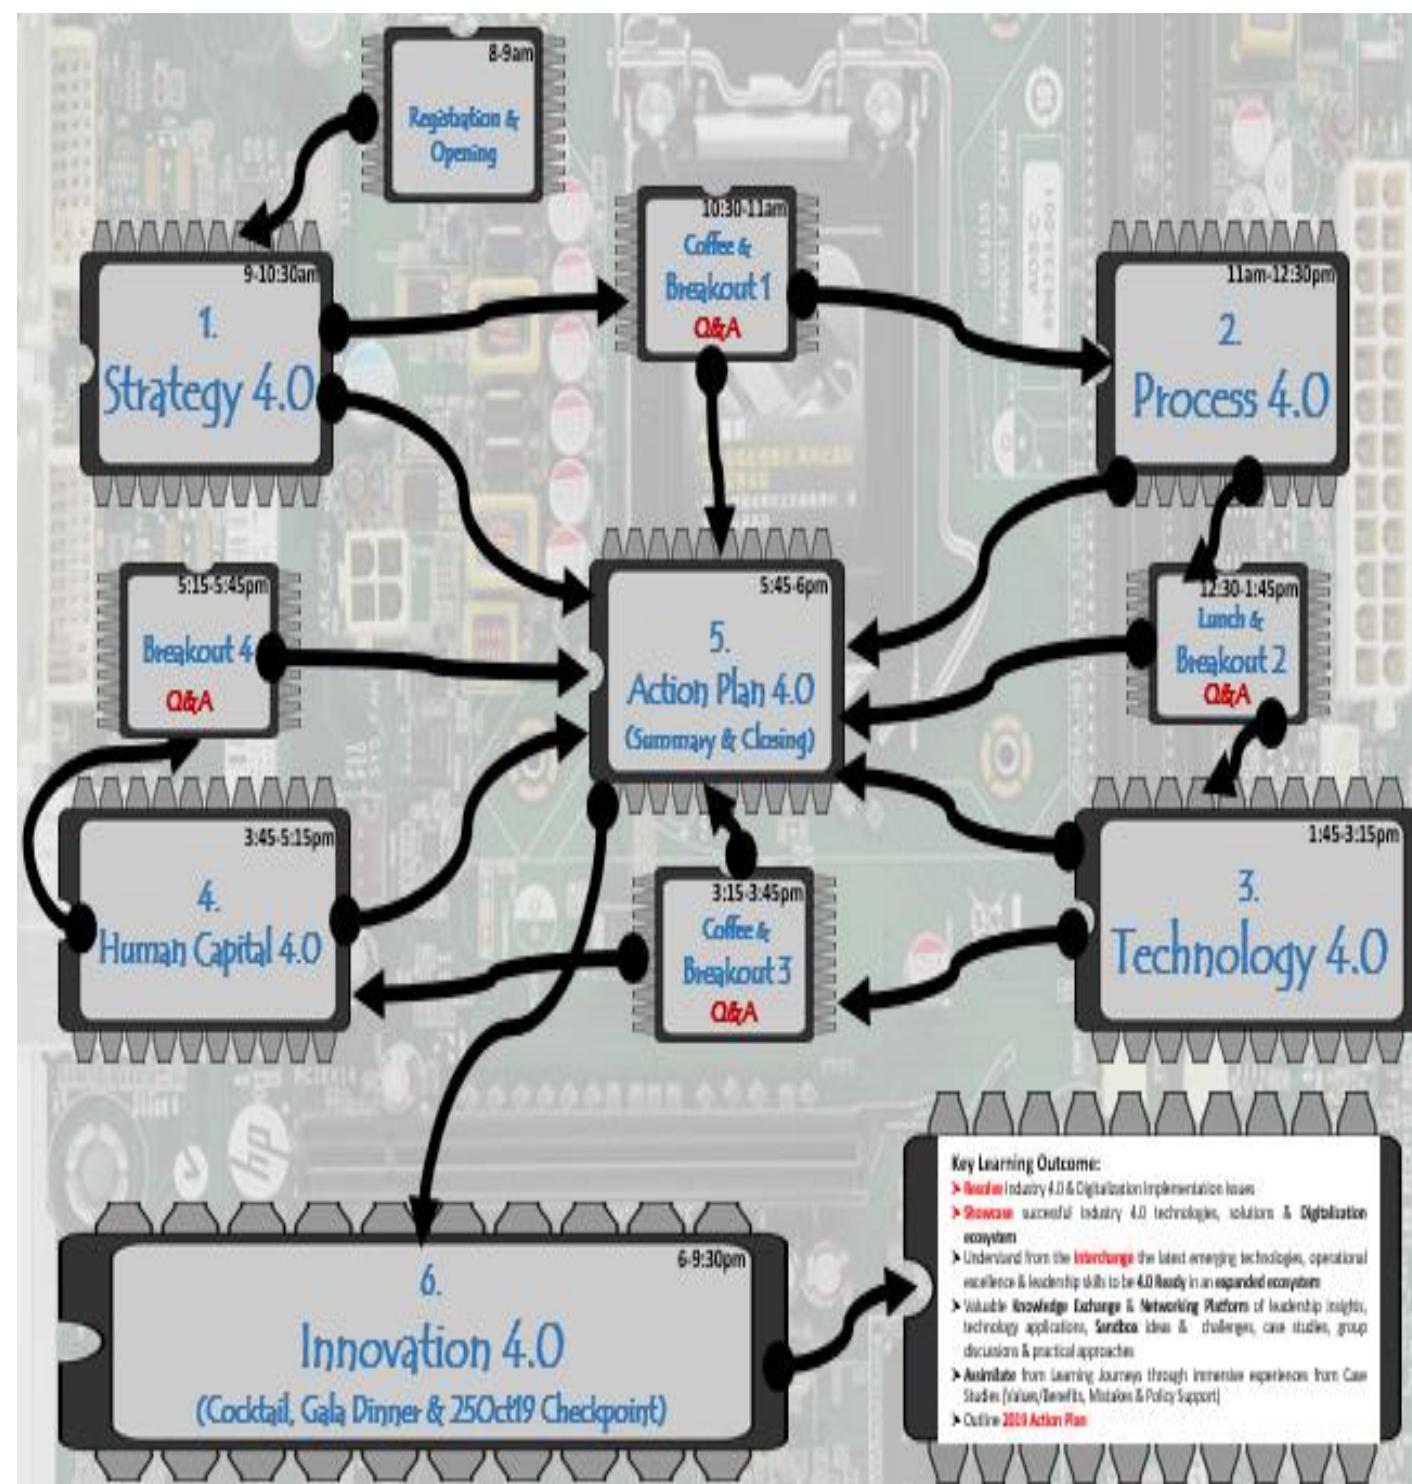 8-9am
Registration &
Opening
9-10:30am
1.
Strategy 4.0
10:30-11am
Coffee &
Breakout 1
Q&A
11am-12:30pm
2.
Process 4.0
12:30-1:45pm
Lunch &
Breakout 2
Q&A
1:45-3:15pm
3.
Technology 4.0
3:15-3:45pm
Coffee &
Breakout 3
Q&A
3:45-5:15pm
4.
Human Capital 4.0
5:15-5:45pm
Breakout 4
Q&A
5:45-6pm
5.
Action Plan 4.0
(Summary & Closing)
6-9:30pm
6.
Innovation 4.0
(Cocktail, Gala Dinner & 25Oct19 Checkpoint)
Key Learning Outcome:
➤ Resolve Industry 4.0 & Digitalization Implementation Issues
➤ Showcase successful Industry 4.0 technologies, solutions & Digitalization
ecosystem
➤ Understand from the interchange the latest emerging technologies, operational
excellence & leadership skills to be 4.0 Ready in an expanded ecosystem
➤ Valuable Knowledge Exchange & Networking Platform of leadership insights,
technology applications, Sandbox ideas & challenges, case studies, group
discussions & practical approaches
➤ Assimilate from Learning Journeys through immersive experiences from Case
Studies (Values/Benefits, Mistakes & Policy Support)
➤ Outline 2019 Action Plan
hp